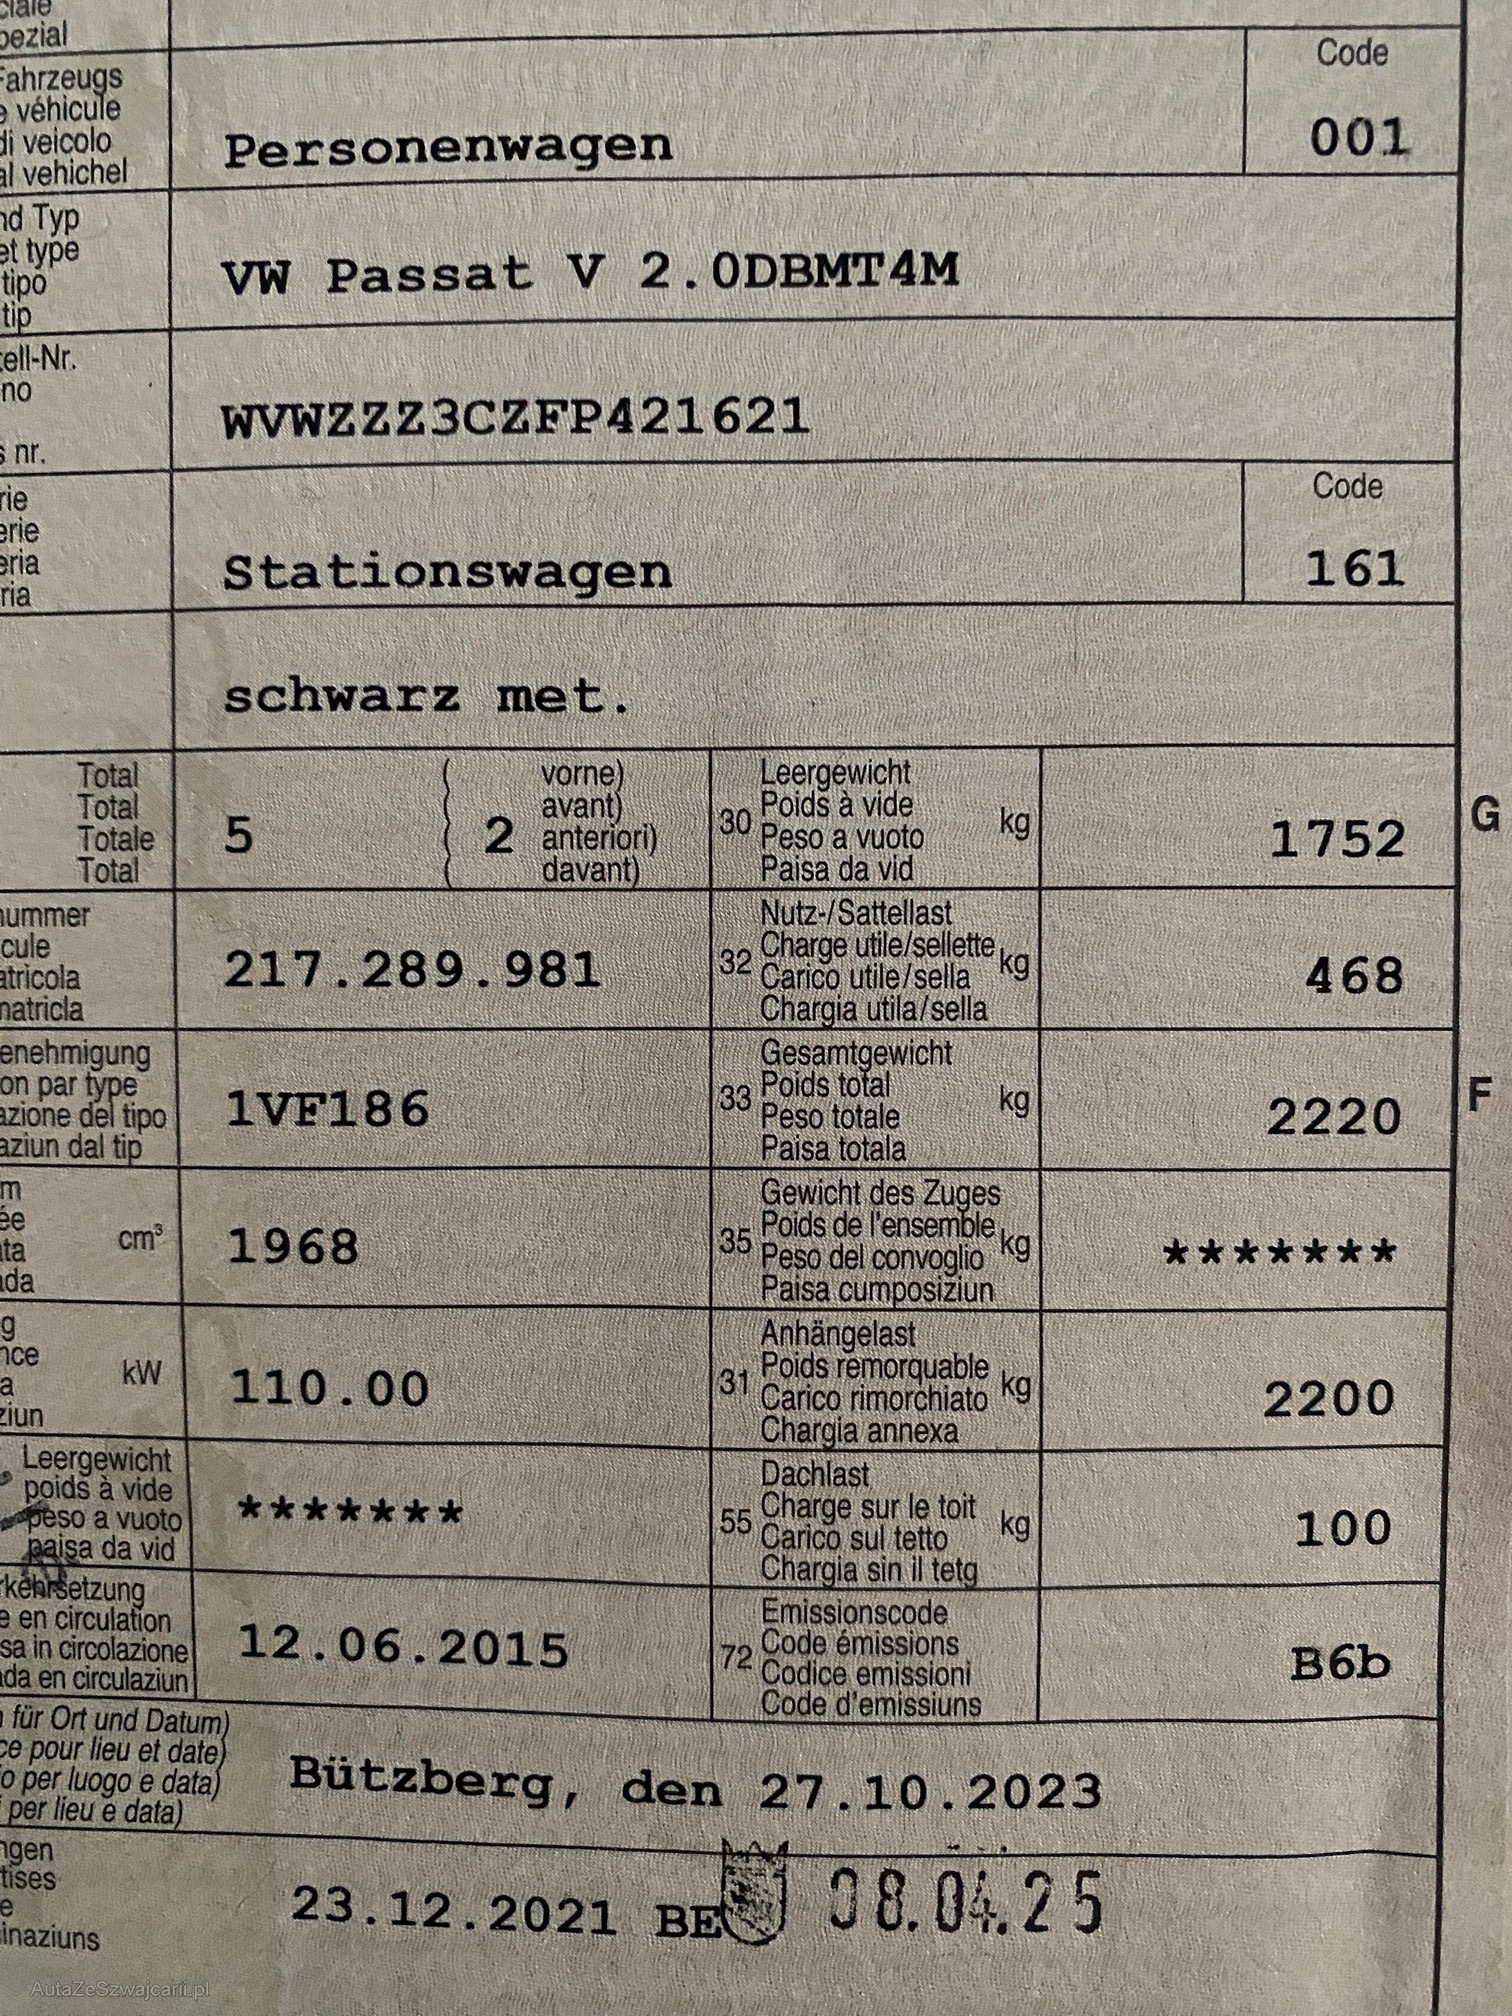 ciale
pezial
Fahrzeugs
e véhicule
di veicolo
al vehichel
Personenwagen
Code
001
nd Typ
et type
tipo
tip
VW Passat V 2.0DBMT4M
tell-Nr.
no
s nr.
WVWZZZ3CZFP421621
rie
erie
eria
ria
Stationswagen
Code
161
schwarz met.
Total
Total
Totale
Total
5
2
vorne)
avant)
anteriori)
davant)
30
Leergewicht
Poids à vide
Peso a vuoto
Paisa da vid
kg
1752
G
nummer
cule
atricola
matricla
217.289.981
32
Nutz-/Sattellast
Charge utile/sellette
Carico utile/sella
Chargia utila/sella
kg
468
enehmigung
on par type
azione del tipo
aziun dal tip
1VF186
33
Gesamtgewicht
Poids total
Peso totale
Paisa totala
kg
2220
F
m
ée
ata
ada
cm³
1968
35
Gewicht des Zuges
Poids de l'ensemble
Peso del convoglio
Paisa cumposiziun
kg
*******
g
nce
a
ziun
kW
110.00
31
Anhängelast
Poids remorquable
Carico rimorchiato
Chargia annexa
kg
2200
Leergewicht
poids à vide
peso a vuoto
paisa da vid
*******
55
Dachlast
Charge sur le toit
Carico sul tetto
Chargia sin il tetg
kg
100
rkehrsetzung
e en circulation
sa in circolazione
ada en circulaziun
12.06.2015
72
Emissionscode
Code émissions
Codice emissioni
Code d'emissiuns
B6b
n für Ort und Datum)
ce pour lieu et date)
o per luogo e data)
i per lieu e data)
Bützberg, den 27.10.2023
ngen
tises
e
inaziuns
23.12.2021 BE
08.04.25
AutaZeSzwajcarii.pl